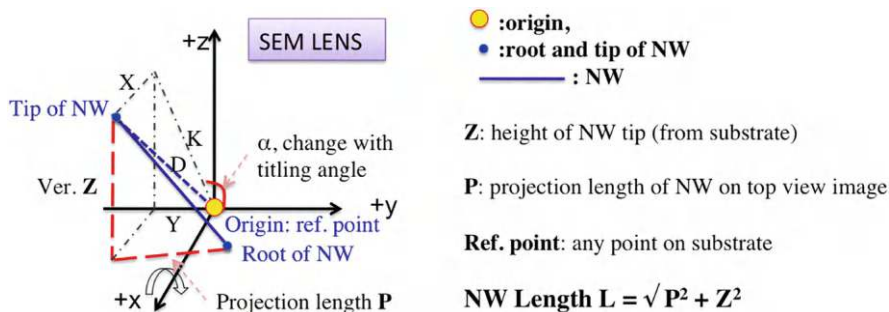 +z
SEM LENS
X
Tip of NW
K
D
α, change with
titling angle
Ver. Z
+y
Y
Origin: ref. point
Root of NW
+x
Projection length P
:origin,
:root and tip of NW
: NW
Z: height of NW tip (from substrate)
P: projection length of NW on top view image
Ref. point: any point on substrate
NW Length L = √ P² + Z²